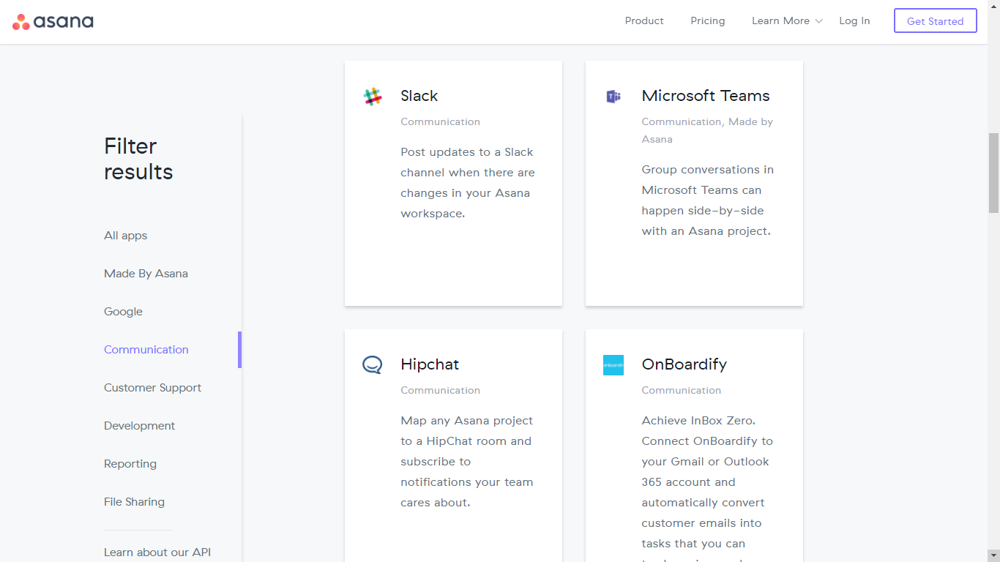 asana
Product
Pricing
Learn More
Log In
Get Started
Filter
results
All apps
Made By Asana
Google
Communication
Customer Support
Development
Reporting
File Sharing
Learn about our API
Slack
Communication
Post updates to a Slack
channel when there are
changes in your Asana
workspace.
Microsoft Teams
Communication, Made by
Asana
Group conversations in
Microsoft Teams can
happen side-by-side
with an Asana project.
Hipchat
Communication
Map any Asana project
to a HipChat room and
subscribe to
notifications your team
cares about.
OnBoardify
Communication
Achieve InBox Zero.
Connect OnBoardify to
your Gmail or Outlook
365 account and
automatically convert
customer emails into
tasks that you can